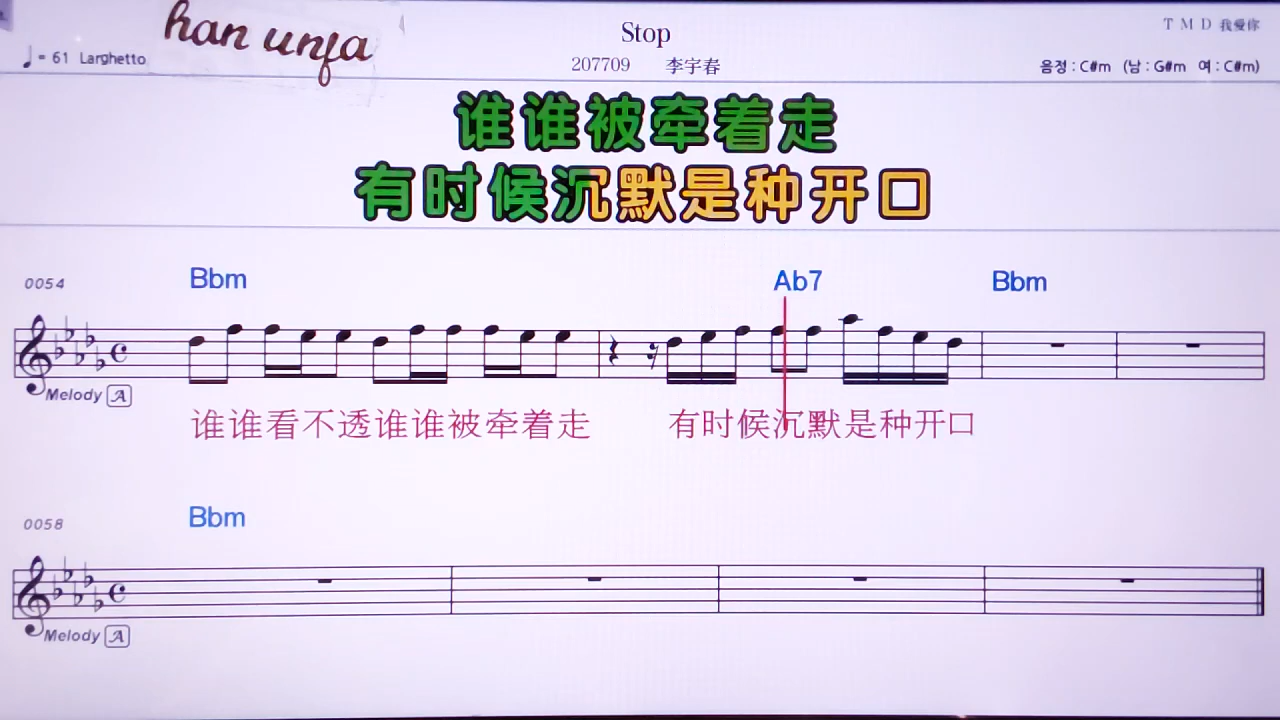 han unfa
Stop
T M D 我愛你
♩= 61 Larghetto
207709 李宇春
음정 : C#m (남 : G#m 여 : C#m)
谁谁被牵着走
有时候沉默是种开口
0054 Bbm Ab7 Bbm
Melody A
谁谁看不透谁谁被牵着走 有时候沉默是种开口
0058 Bbm
Melody A